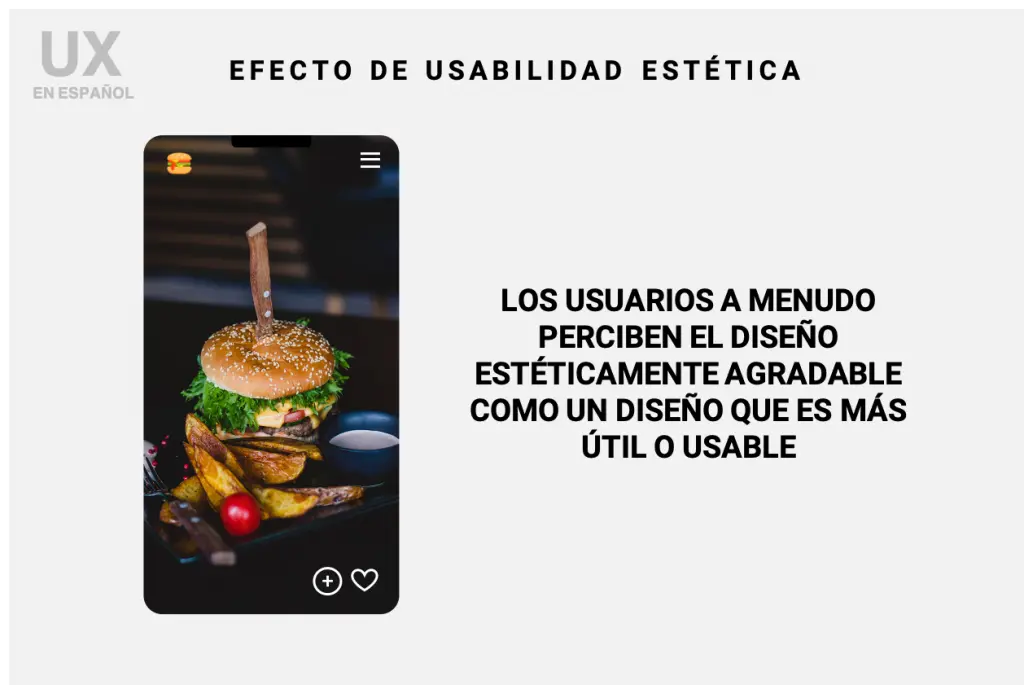 UX
EN ESPAÑOL
EFECTO DE USABILIDAD ESTÉTICA
LOS USUARIOS A MENUDO
PERCIBEN EL DISEÑO
ESTÉTICAMENTE AGRADABLE
COMO UN DISEÑO QUE ES MÁS
ÚTIL O USABLE